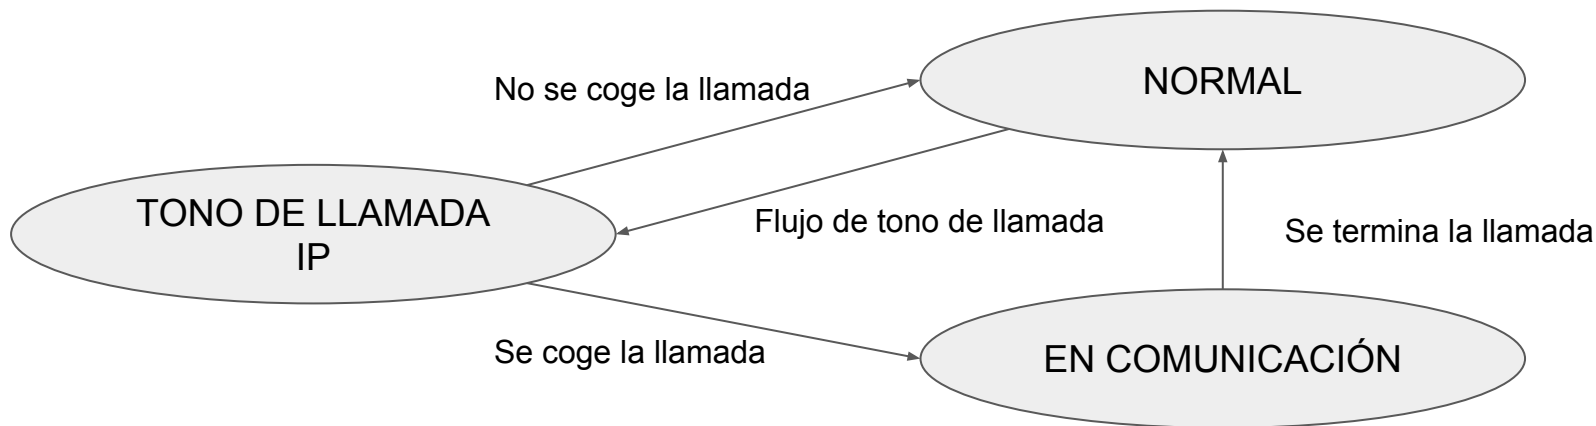 NORMAL
No se coge la llamada
TONO DE LLAMADA
IP
Flujo de tono de llamada
Se termina la llamada
Se coge la llamada
EN COMUNICACIÓN